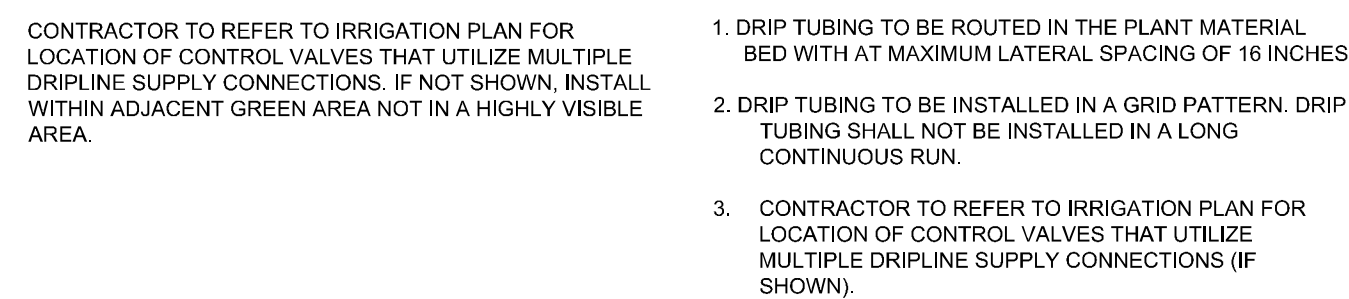 CONTRACTOR TO REFER TO IRRIGATION PLAN FOR
LOCATION OF CONTROL VALVES THAT UTILIZE MULTIPLE
DRIPLINE SUPPLY CONNECTIONS. IF NOT SHOWN, INSTALL
WITHIN ADJACENT GREEN AREA NOT IN A HIGHLY VISIBLE
AREA.
1. DRIP TUBING TO BE ROUTED IN THE PLANT MATERIAL
BED WITH AT MAXIMUM LATERAL SPACING OF 16 INCHES
2. DRIP TUBING TO BE INSTALLED IN A GRID PATTERN. DRIP
TUBING SHALL NOT BE INSTALLED IN A LONG
CONTINUOUS RUN.
3. CONTRACTOR TO REFER TO IRRIGATION PLAN FOR
LOCATION OF CONTROL VALVES THAT UTILIZE
MULTIPLE DRIPLINE SUPPLY CONNECTIONS (IF
SHOWN).